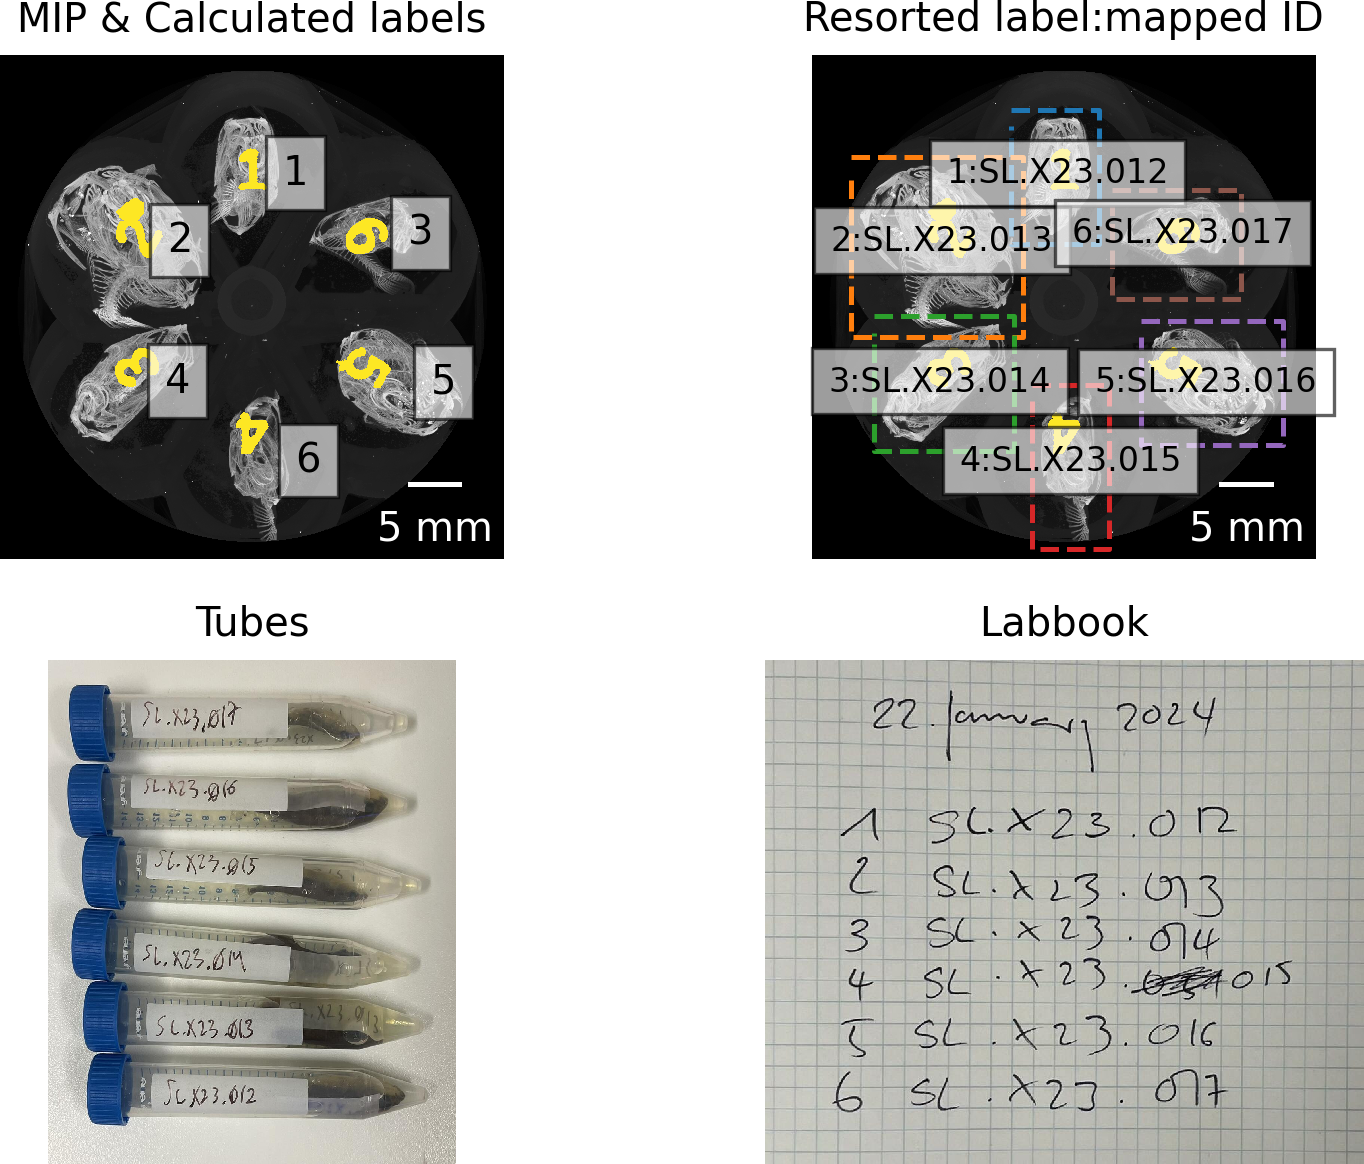 MIP & Calculated labels
Resorted label:mapped ID
1
1
2
2
6
3
3
4
5
5
4
6
5 mm
1:SL.X23.012
2:SL.X23.013
6:SL.X23.017
3:SL.X23.014
5:SL.X23.016
4:SL.X23.015
5 mm
Tubes
Labbook
SL.X23.017
SL.X23.016
SL.X23.015
SL.X23.014
SL.X23.013
SL.X23.012
22. January 2024
1 SL.X23.012
2 SL.X23.013
3 SL.X23.014
4 SL.X23.015
5 SL.X23.016
6 SL.X23.017